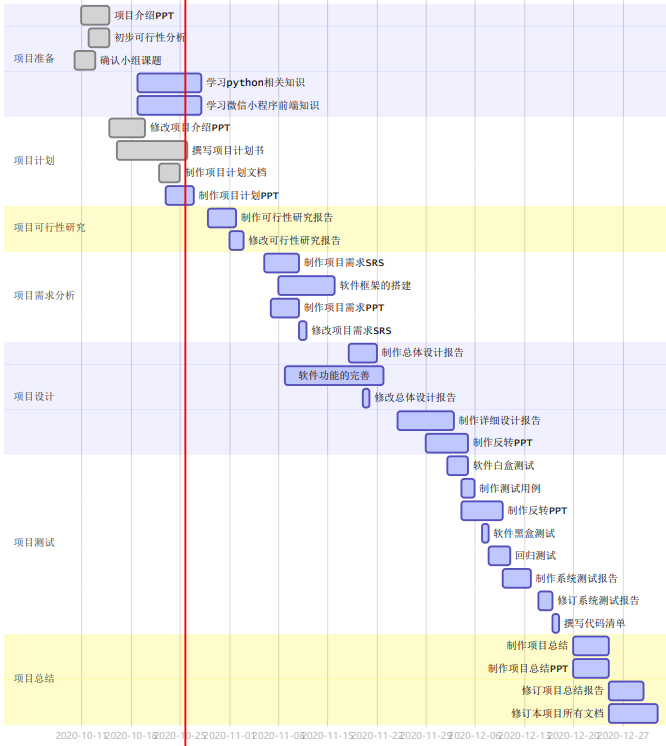 项目介绍PPT
初步可行性分析
项目准备
确认小组课题
学习python相关知识
学习微信小程序前端知识
修改项目介绍PPT
撰写项目计划书
项目计划
制作项目计划文档
制作项目计划PPT
制作可行性研究报告
项目可行性研究
修改可行性研究报告
制作项目需求SRS
软件框架的搭建
项目需求分析
制作项目需求PPT
修改项目需求SRS
制作总体设计报告
软件功能的完善
项目设计
修改总体设计报告
制作详细设计报告
制作反转PPT
软件白盒测试
制作测试用例
制作反转PPT
软件黑盒测试
项目测试
回归测试
制作系统测试报告
修订系统测试报告
撰写代码清单
制作项目总结
制作项目总结PPT
项目总结
修订项目总结报告
修订本项目所有文档
2020-10-11 2020-10-18 2020-10-25 2020-11-01 2020-11-08 2020-11-15 2020-11-22 2020-11-29 2020-12-06 2020-12-13 2020-12-20 2020-12-27